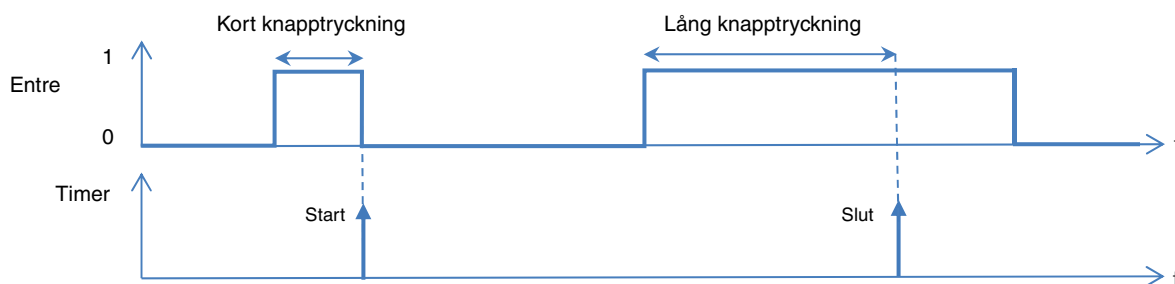 Kort knapptryckning
Lång knapptryckning
1
Entre
0
Timer
Start
Slut
t